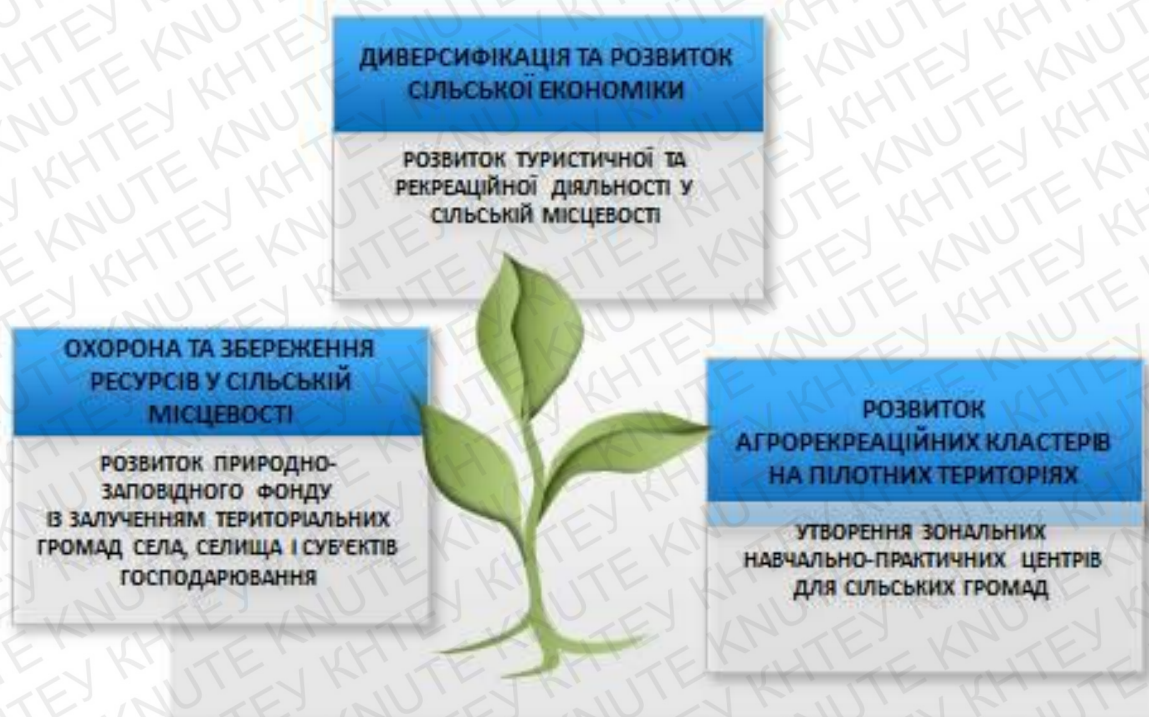 ДИВЕРСИФІКАЦІЯ ТА РОЗВИТОК
СІЛЬСЬКОЇ ЕКОНОМІКИ
РОЗВИТОК ТУРИСТИЧНОЇ ТА
РЕКРЕАЦІЙНОЇ ДІЯЛЬНОСТІ У
СІЛЬСЬКІЙ МІСЦЕВОСТІ
ОХОРОНА ТА ЗБЕРЕЖЕННЯ
РЕСУРСІВ У СІЛЬСЬКІЙ
МІСЦЕВОСТІ
РОЗВИТОК ПРИРОДНО-
ЗАПОВІДНОГО ФОНДУ
ІЗ ЗАЛУЧЕННЯМ ТЕРИТОРІАЛЬНИХ
ГРОМАД СЕЛА, СЕЛИЩА І СУБ'ЄКТІВ
ГОСПОДАРЮВАННЯ
РОЗВИТОК
АГРОРЕКРЕАЦІЙНИХ КЛАСТЕРІВ
НА ПІЛОТНИХ ТЕРИТОРІЯХ
УТВОРЕННЯ ЗОНАЛЬНИХ
НАВЧАЛЬНО-ПРАКТИЧНИХ ЦЕНТРІВ
ДЛЯ СІЛЬСЬКИХ ГРОМАД